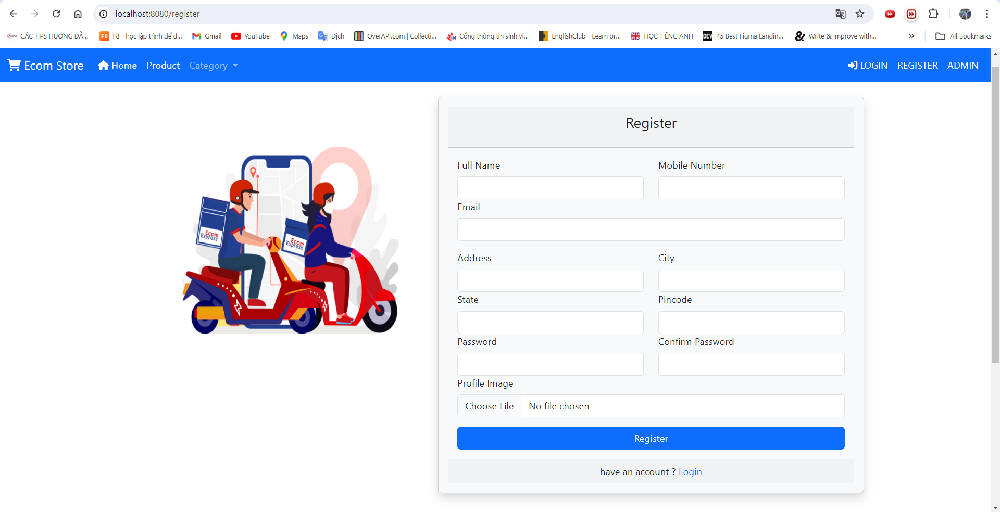 localhost:8080/register
CÁC TIPS HƯỚNG DẪ...
F8 F8 - học lập trình để đ...
Gmail
YouTube
Maps
Dịch
OverAPI.com | Collecti...
Cổng thông tin sinh vi...
EnglishClub - Learn or...
HỌC TIẾNG ANH
DEV 45 Best Figma Landin...
Write & Improve with...
All Bookmarks
Ecom Store
Home
Product
Category
LOGIN
REGISTER
ADMIN
Ecom
Express
Ecom
Express
Register
Full Name
Mobile Number
Email
Address
City
State
Pincode
Password
Confirm Password
Profile Image
Choose File No file chosen
Register
have an account ? Login